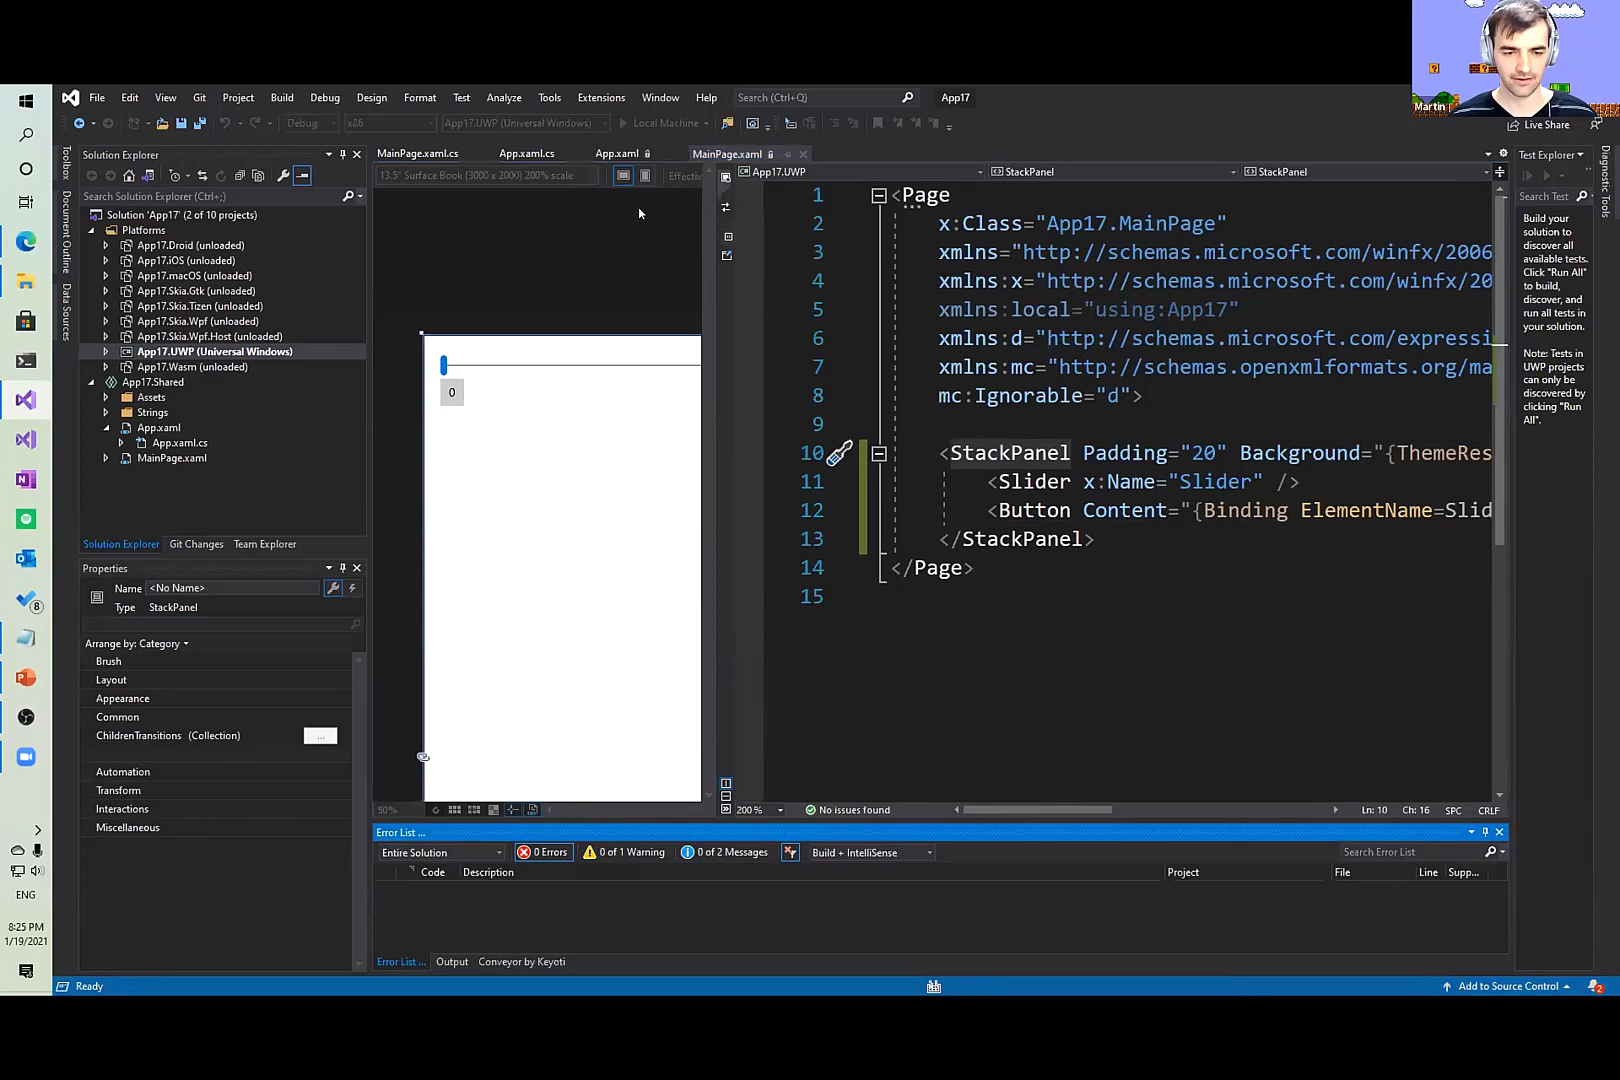 Martin
File Edit View Git Project Build Debug Design Format Test Analyze Tools Extensions Window Help Search (Ctrl+Q) App17
Debug x86 App17.UWP (Universal Windows) Local Machine Live Share
Toolbox
Document Outline
Data Sources
Solution Explorer
Search Solution Explorer (Ctrl+;)
Solution 'App17' (2 of 10 projects)
Platforms
App17.Droid (unloaded)
App17.iOS (unloaded)
App17.macOS (unloaded)
App17.Skia.Gtk (unloaded)
App17.Skia.Tizen (unloaded)
App17.Skia.Wpf (unloaded)
App17.Skia.Wpf.Host (unloaded)
App17.UWP (Universal Windows)
App17.Wasm (unloaded)
App17.Shared
Assets
Strings
App.xaml
App.xaml.cs
MainPage.xaml
Solution Explorer Git Changes Team Explorer
Properties
Name <No Name>
Type StackPanel
Arrange by: Category
Brush
Layout
Appearance
Common
ChildrenTransitions (Collection) ...
Automation
Transform
Interactions
Miscellaneous
MainPage.xaml.cs App.xaml.cs App.xaml MainPage.xaml
13.5" Surface Book (3000 x 2000) 200% scale Effectiv
0
50%
App17.UWP StackPanel StackPanel
1 <Page
2 x:Class="App17.MainPage"
3 xmlns="http://schemas.microsoft.com/winfx/2006
4 xmlns:x="http://schemas.microsoft.com/winfx/20
5 xmlns:local="using:App17"
6 xmlns:d="http://schemas.microsoft.com/expressi
7 xmlns:mc="http://schemas.openxmlformats.org/ma
8 mc:Ignorable="d">
9
10 <StackPanel Padding="20" Background="{ThemeRes
11 <Slider x:Name="Slider" />
12 <Button Content="{Binding ElementName=Slid
13 </StackPanel>
14 </Page>
15
200 % No issues found Ln: 10 Ch: 16 SPC CRLF
Error List ...
Entire Solution 0 Errors 0 of 1 Warning 0 of 2 Messages Build + IntelliSense Search Error List
Code Description Project File Line Supp...
Error List ... Output Conveyor by Keyoti
Test Explorer
Search Test
Build your
solution to
discover all
available tests.
Click "Run All"
to build,
discover, and
run all tests in
your solution.
Note: Tests in
UWP projects
can only be
discovered by
clicking "Run
All".
Diagnostic Tools
8
ENG
8:25 PM
1/19/2021
Ready Add to Source Control 2